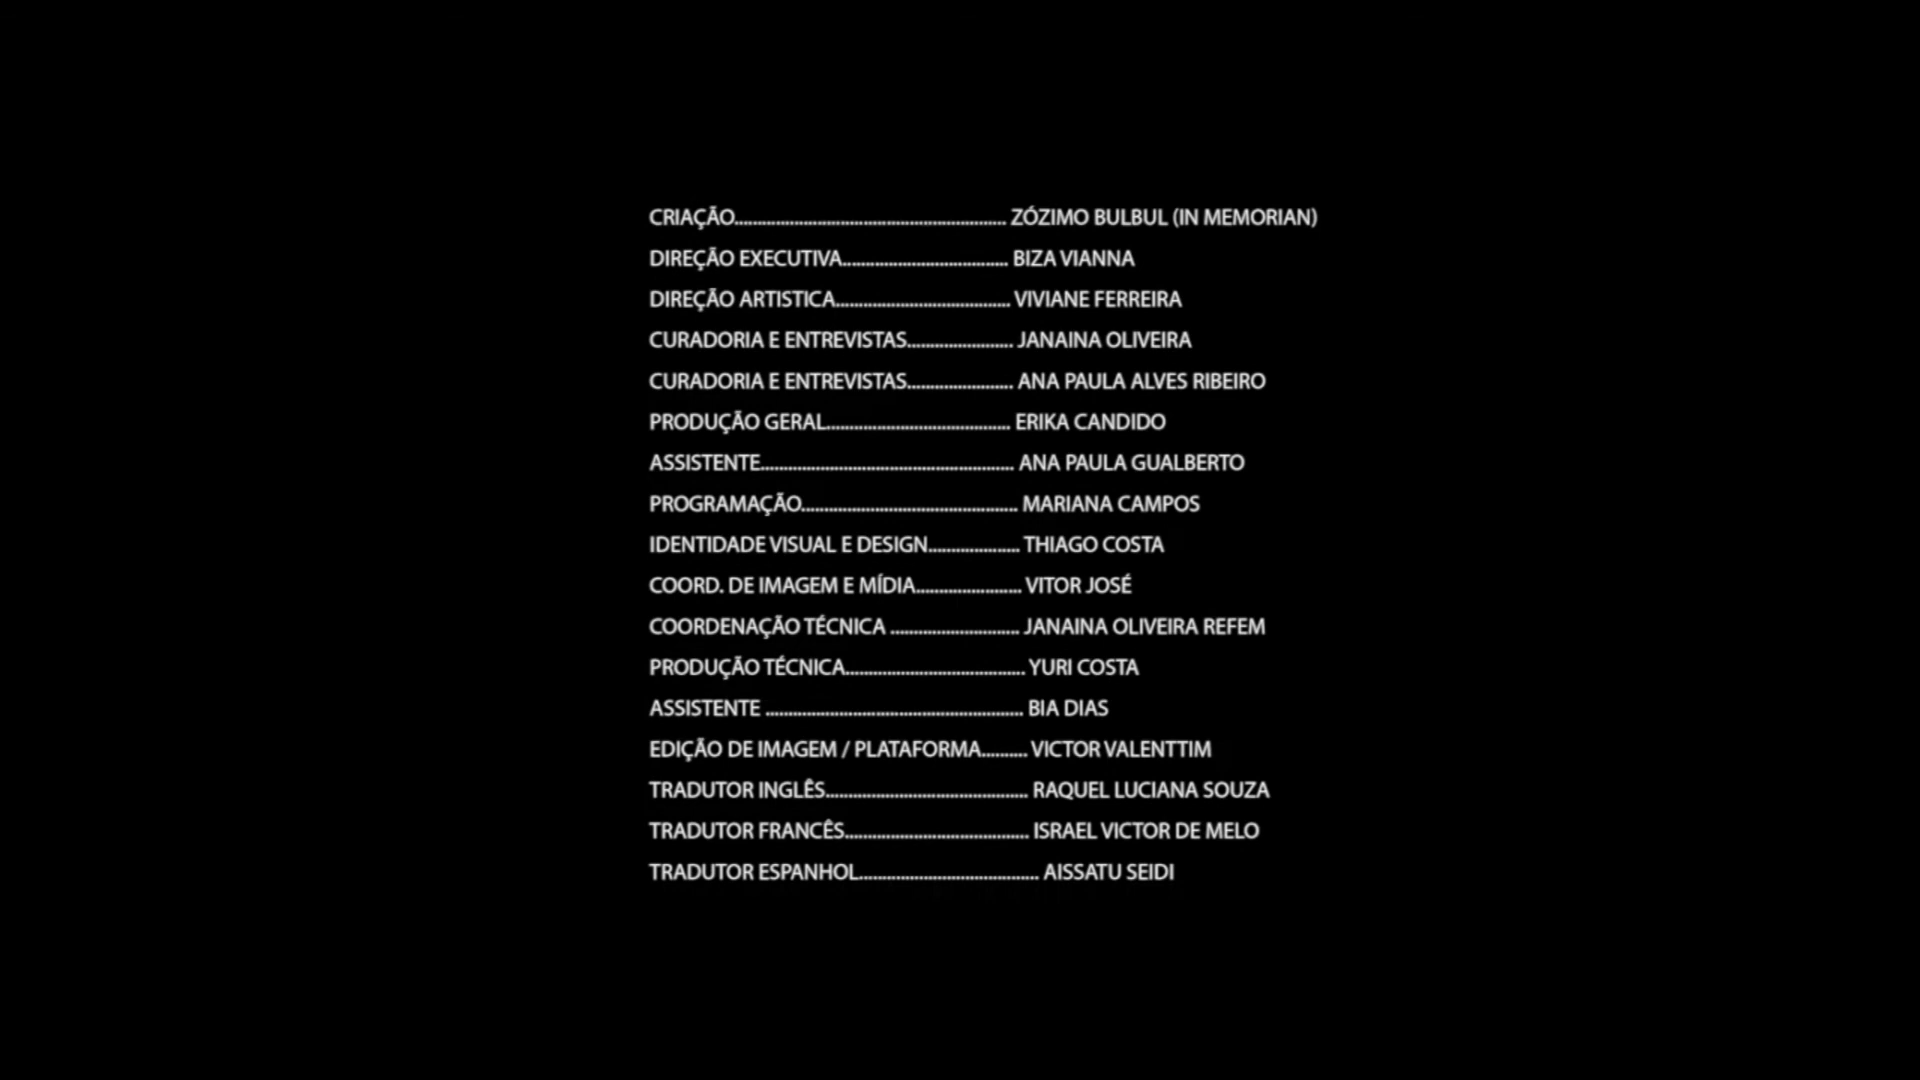 CRIAÇÃO........................................................... ZÓZIMO BULBUL (IN MEMORIAN)
DIREÇÃO EXECUTIVA.................................... BIZA VIANNA
DIREÇÃO ARTISTICA...................................... VIVIANE FERREIRA
CURADORIA E ENTREVISTAS....................... JANAINA OLIVEIRA
CURADORIA E ENTREVISTAS....................... ANA PAULA ALVES RIBEIRO
PRODUÇÃO GERAL........................................ ERIKA CANDIDO
ASSISTENTE....................................................... ANA PAULA GUALBERTO
PROGRAMAÇÃO............................................... MARIANA CAMPOS
IDENTIDADE VISUAL E DESIGN.................... THIAGO COSTA
COORD. DE IMAGEM E MÍDIA....................... VITOR JOSÉ
COORDENAÇÃO TÉCNICA ............................ JANAINA OLIVEIRA REFEM
PRODUÇÃO TÉCNICA....................................... YURI COSTA
ASSISTENTE ........................................................ BIA DIAS
EDIÇÃO DE IMAGEM / PLATAFORMA.......... VICTOR VALENTTIM
TRADUTOR INGLÊS............................................ RAQUEL LUCIANA SOUZA
TRADUTOR FRANCÊS........................................ ISRAEL VICTOR DE MELO
TRADUTOR ESPANHOL....................................... AISSATU SEIDI